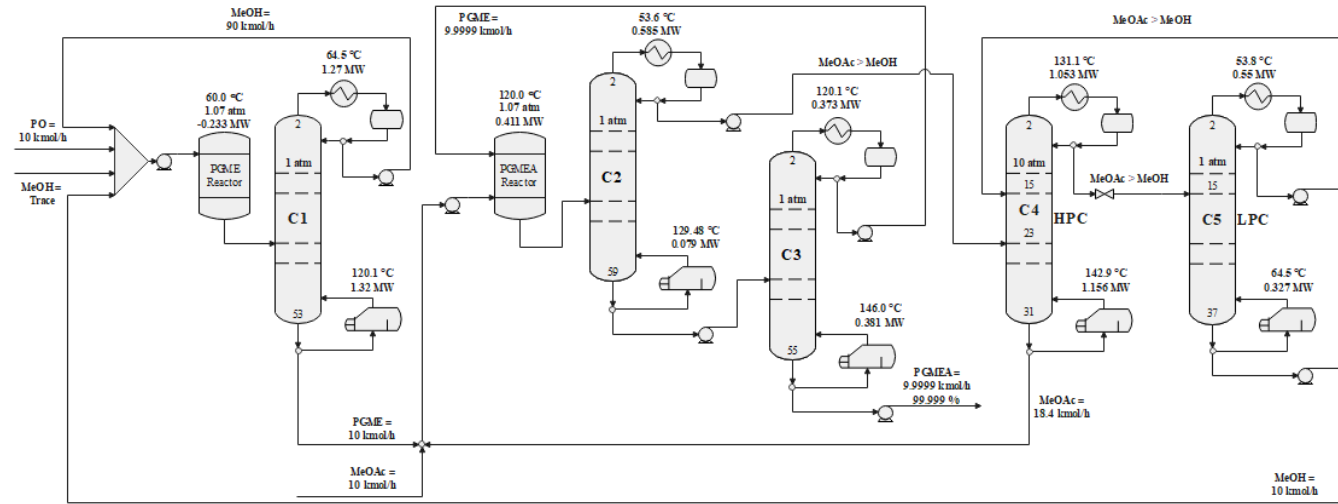 MeOH =
90 kmol/h
64.5 °C
1.27 MW
60.0 °C
1.07 atm
-0.233 MW
PO =
10 kmol/h
MeOH =
Trace
PGME
Reactor
2
1 atm
C1
53
120.1 °C
1.32 MW
PGME =
10 kmol/h
MeOAc =
10 kmol/h
PGME =
9.9999 kmol/h
120.0 °C
1.07 atm
0.411 MW
PGMEA
Reactor
53.6 °C
0.585 MW
2
1 atm
C2
59
129.48 °C
0.079 MW
MeOAc > MeOH
120.1 °C
0.373 MW
2
1 atm
C3
55
146.0 °C
0.381 MW
PGMEA =
9.9999 kmol/h
99.999 %
MeOAc > MeOH
131.1 °C
1.053 MW
2
10 atm
15
C4
HPC
23
31
142.9 °C
1.156 MW
MeOAc =
18.4 kmol/h
MeOAc > MeOH
53.8 °C
0.55 MW
2
1 atm
15
C5
LPC
37
64.5 °C
0.327 MW
MeOH =
10 kmol/h